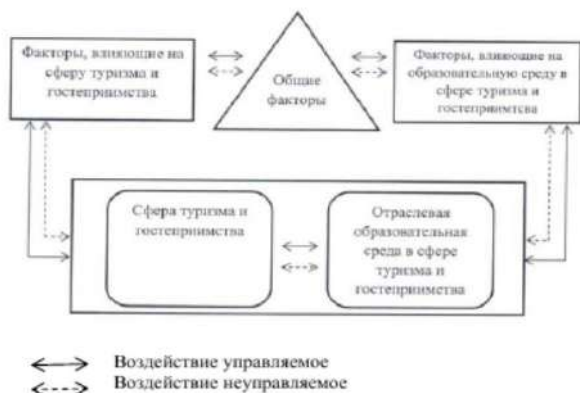 Факторы, влияющие на
сферу туризма и
гостеприимства
Общие
факторы
Факторы, влияющие на
образовательную среду в
сфере туризма и
гостеприимтсва
Сфера туризма и
гостеприимства
Отраслевая
образовательная
среда в сфере
туризма и
гостеприимства
Воздействие управляемое
Воздействие неуправляемое